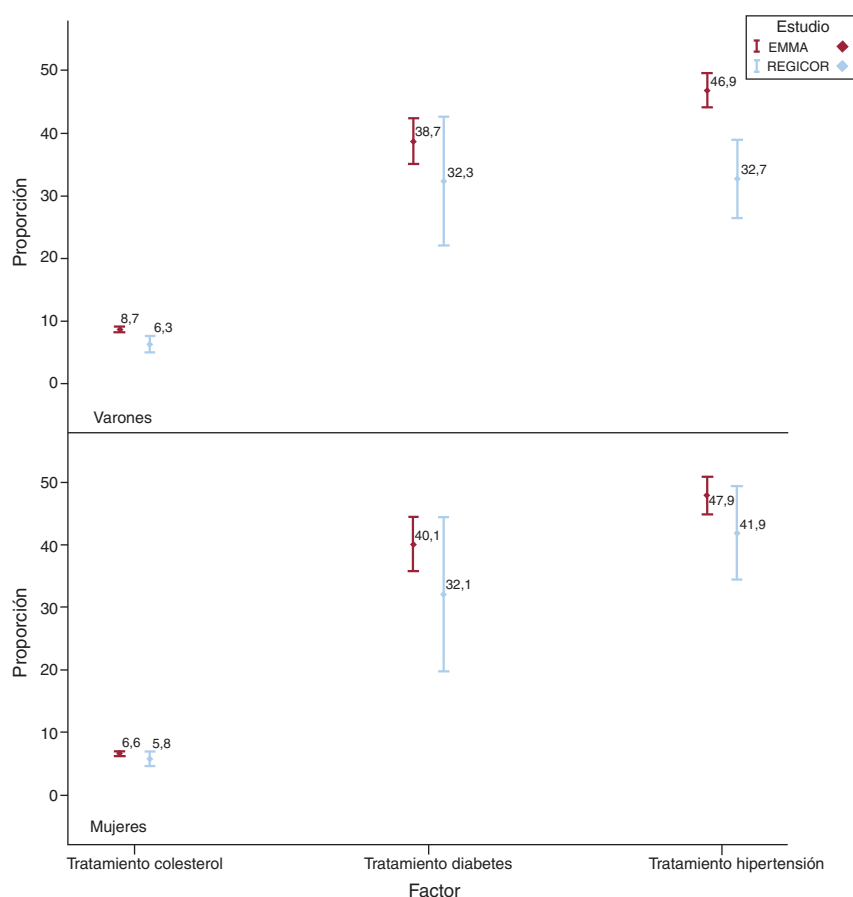 Estudio
EMMA
REGICOR
Proporción
50
40
30
20
10
0
8,7
6,3
38,7
32,3
46,9
32,7
Varones
Proporción
50
40
30
20
10
0
6,6
5,8
40,1
32,1
47,9
41,9
Mujeres
Tratamiento colesterol
Tratamiento diabetes
Tratamiento hipertensión
Factor